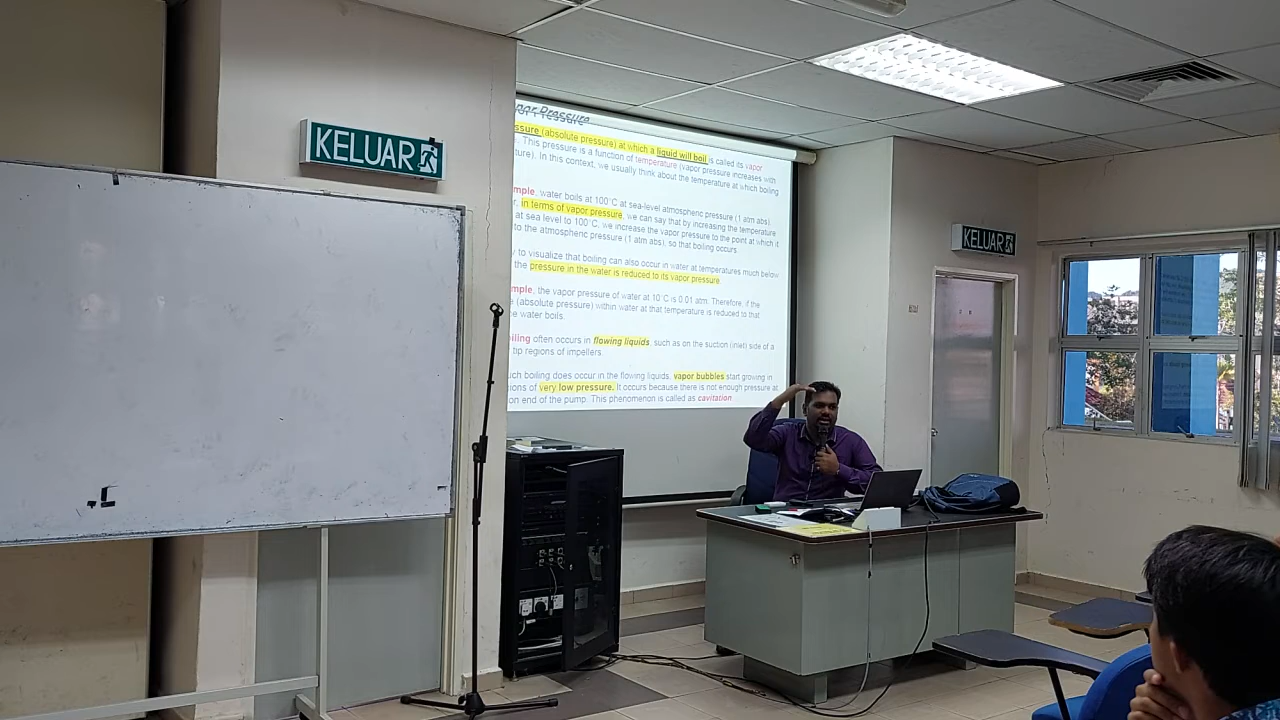 KELUAR
por Pressure
ssure (absolute pressure) at which a liquid will boil is called its vapor
. This pressure is a function of temperature (vapor pressure increases with
ture). In this context, we usually think about the temperature at which boiling
mple, water boils at 100°C at sea-level atmospheric pressure (1 atm abs).
r, in terms of vapor pressure, we can say that by increasing the temperature
at sea level to 100°C, we increase the vapor pressure to the point at which it
to the atmospheric pressure (1 atm abs), so that boiling occurs.
y to visualize that boiling can also occur in water at temperatures much below
the pressure in the water is reduced to its vapor pressure.
mple, the vapor pressure of water at 10°C is 0.01 atm. Therefore, if the
e (absolute pressure) within water at that temperature is reduced to that
e water boils.
oiling often occurs in flowing liquids, such as on the suction (inlet) side of a
tip regions of impellers.
uch boiling does occur in the flowing liquids, vapor bubbles start growing in
ions of very low pressure. It occurs because there is not enough pressure at
on end of the pump. This phenomenon is called as cavitation
KELUAR